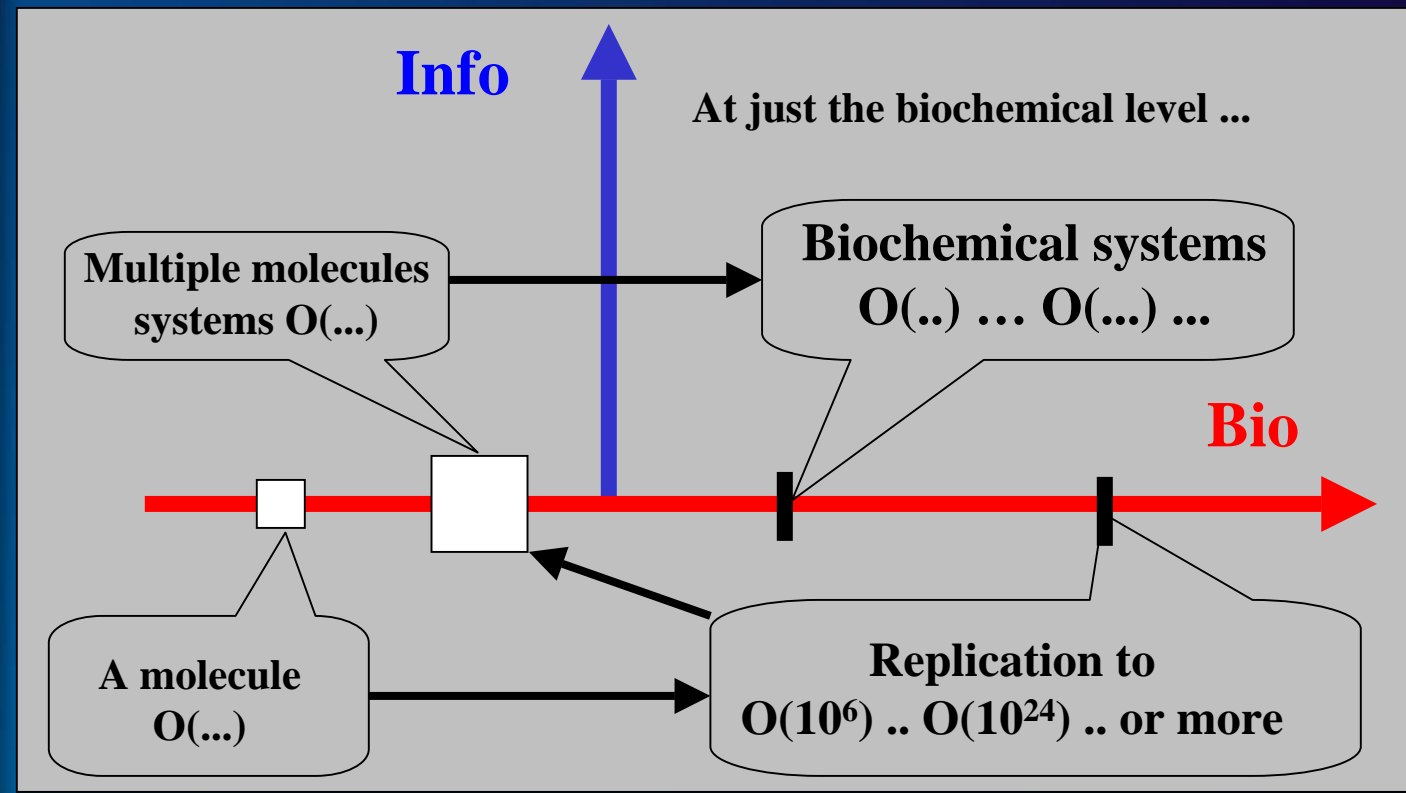 Info
At just the biochemical level ...
Multiple molecules
systems O(...)
Biochemical systems
O(..) … O(...) ...
Bio
A molecule
O(...)
Replication to
O(10⁶) .. O(10²⁴) .. or more